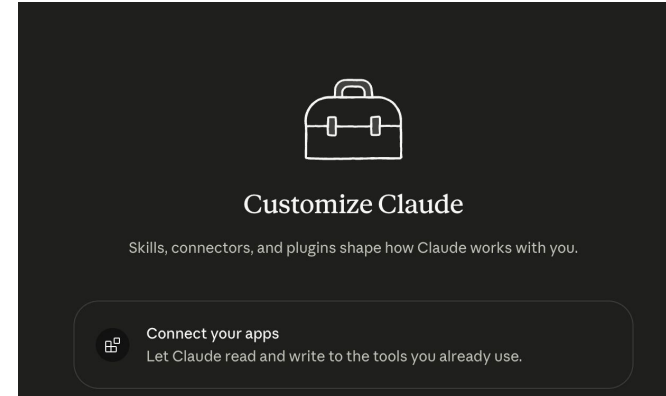 Customize Claude
Skills, connectors, and plugins shape how Claude works with you.
Connect your apps
Let Claude read and write to the tools you already use.